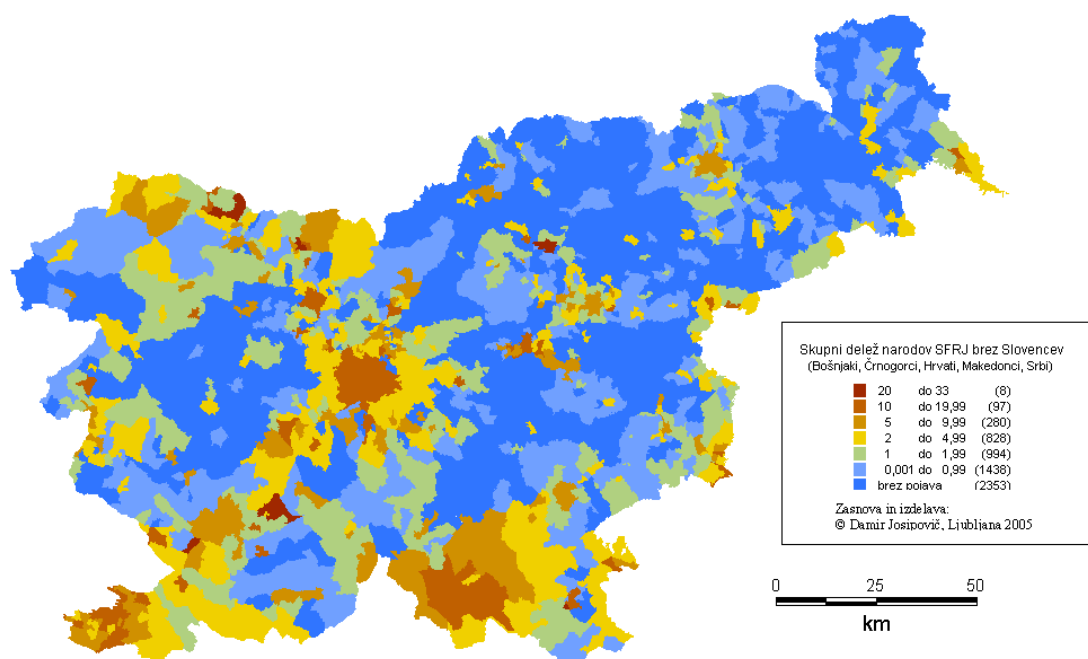 Skupni delež narodov SFRJ brez Slovencev
(Bošnjaki, Črnogorci, Hrvati, Makedonci, Srbi)
20 do 33 (8)
10 do 19,99 (97)
5 do 9,99 (280)
2 do 4,99 (828)
1 do 1,99 (994)
0,001 do 0,99 (1438)
brez pojava (2353)
Zasnova in izdelava:
© Damir Josipovič, Ljubljana 2005
0 25 50
km